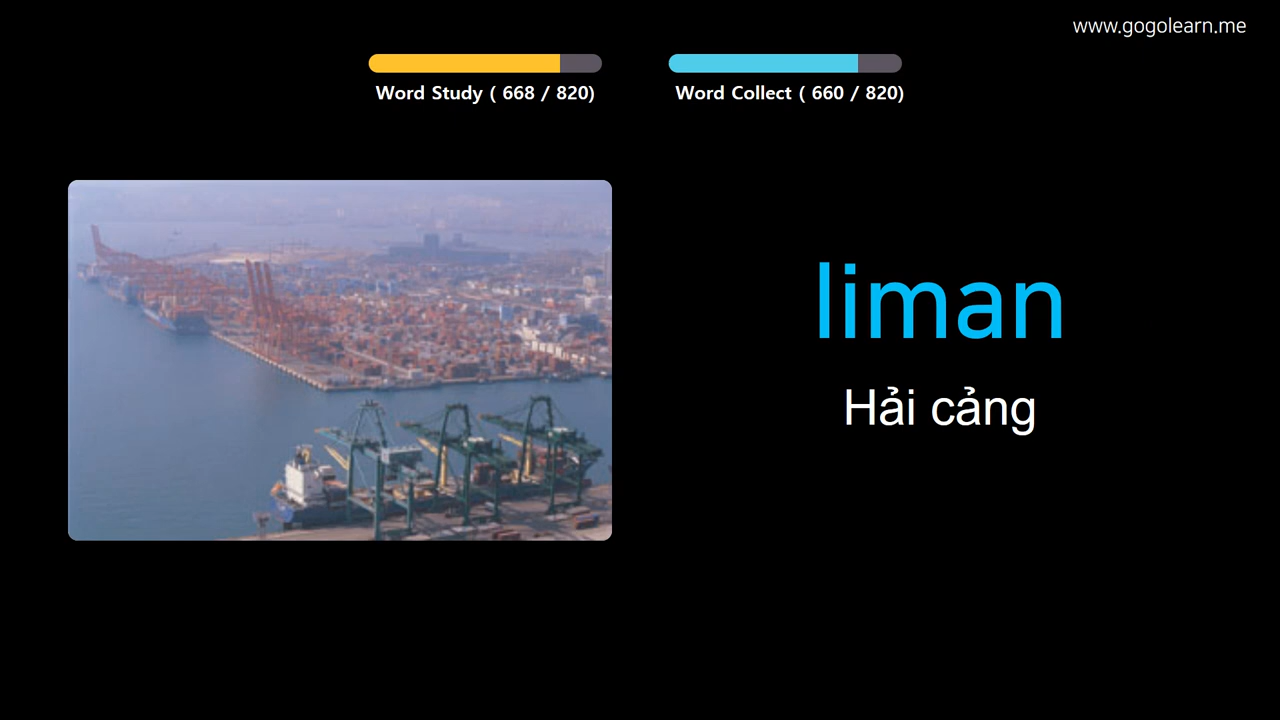 www.gogolearn.me
Word Study ( 668 / 820)
Word Collect ( 660 / 820)
liman
Hải cảng